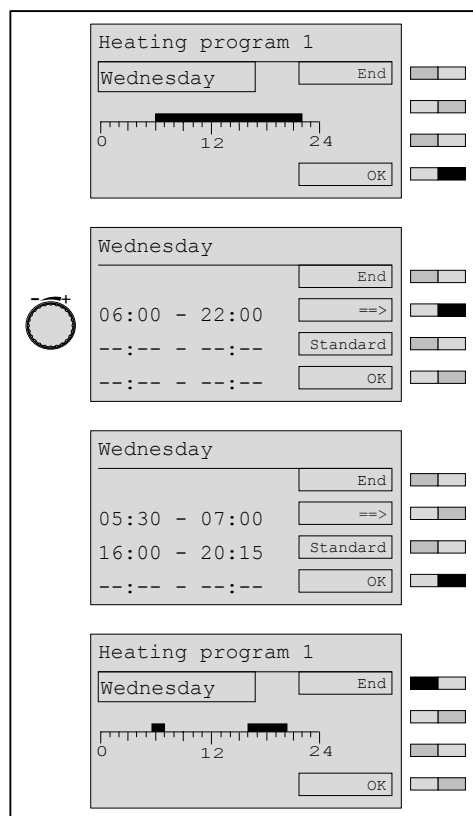 Heating program 1
Wednesday End
0 12 24
OK
Wednesday
End
- +
06:00 - 22:00 ==>
--:-- - --:-- Standard
--:-- - --:-- OK
Wednesday
End
05:30 - 07:00 ==>
16:00 - 20:15 Standard
--:-- - --:-- OK
Heating program 1
Wednesday End
0 12 24
OK